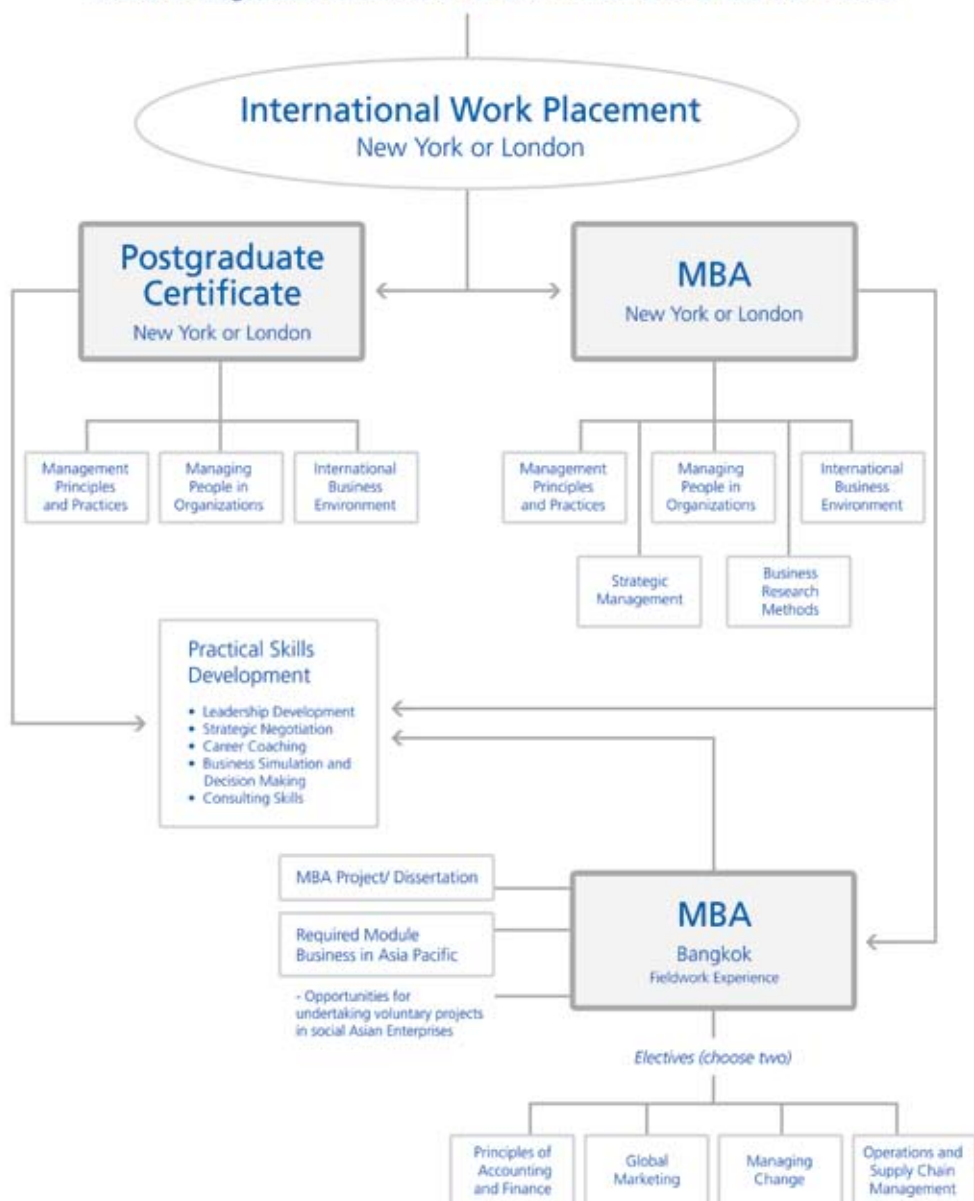 International Work Placement
New York or London
Postgraduate
Certificate
New York or London
MBA
New York or London
Management
Principles
and Practices
Managing
People in
Organizations
International
Business
Environment
Management
Principles
and Practices
Managing
People in
Organizations
International
Business
Environment
Strategic
Management
Business
Research
Methods
Practical Skills
Development
• Leadership Development
• Strategic Negotiation
• Career Coaching
• Business Simulation and
Decision Making
• Consulting Skills
MBA Project/ Dissertation
Required Module
Business in Asia Pacific
- Opportunities for
undertaking voluntary projects
in social Asian Enterprises
MBA
Bangkok
Fieldwork Experience
Electives (choose two)
Principles of
Accounting
and Finance
Global
Marketing
Managing
Change
Operations and
Supply Chain
Management